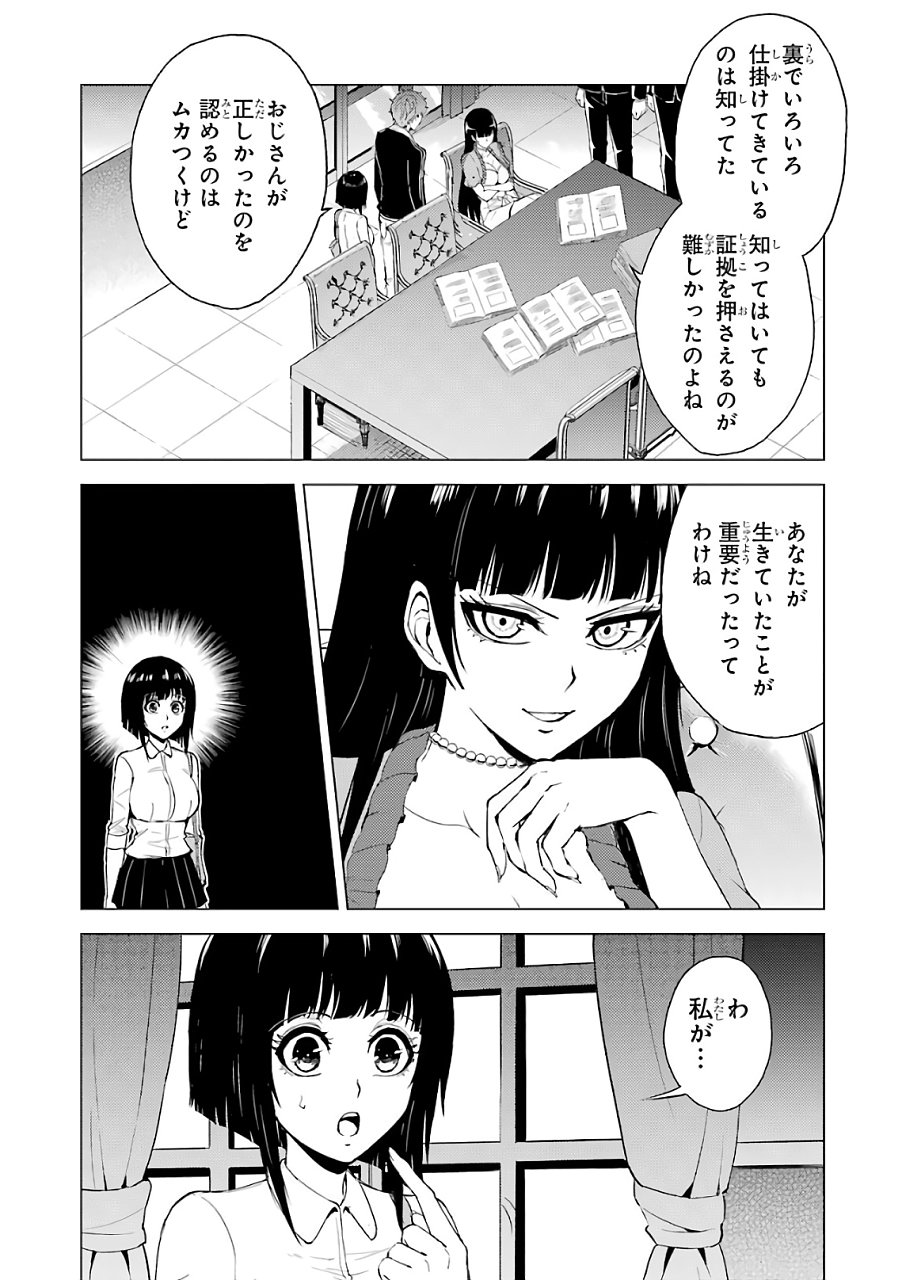 裏でいろいろ
仕掛けてきている
のは知ってた
知ってはいても
証拠を押さえるのが
難しかったのよね
おじさんが
正しかったのを
認めるのは
ムカつくけど
あなたが
生きていたことが
重要だったって
わけね
わ
私が…